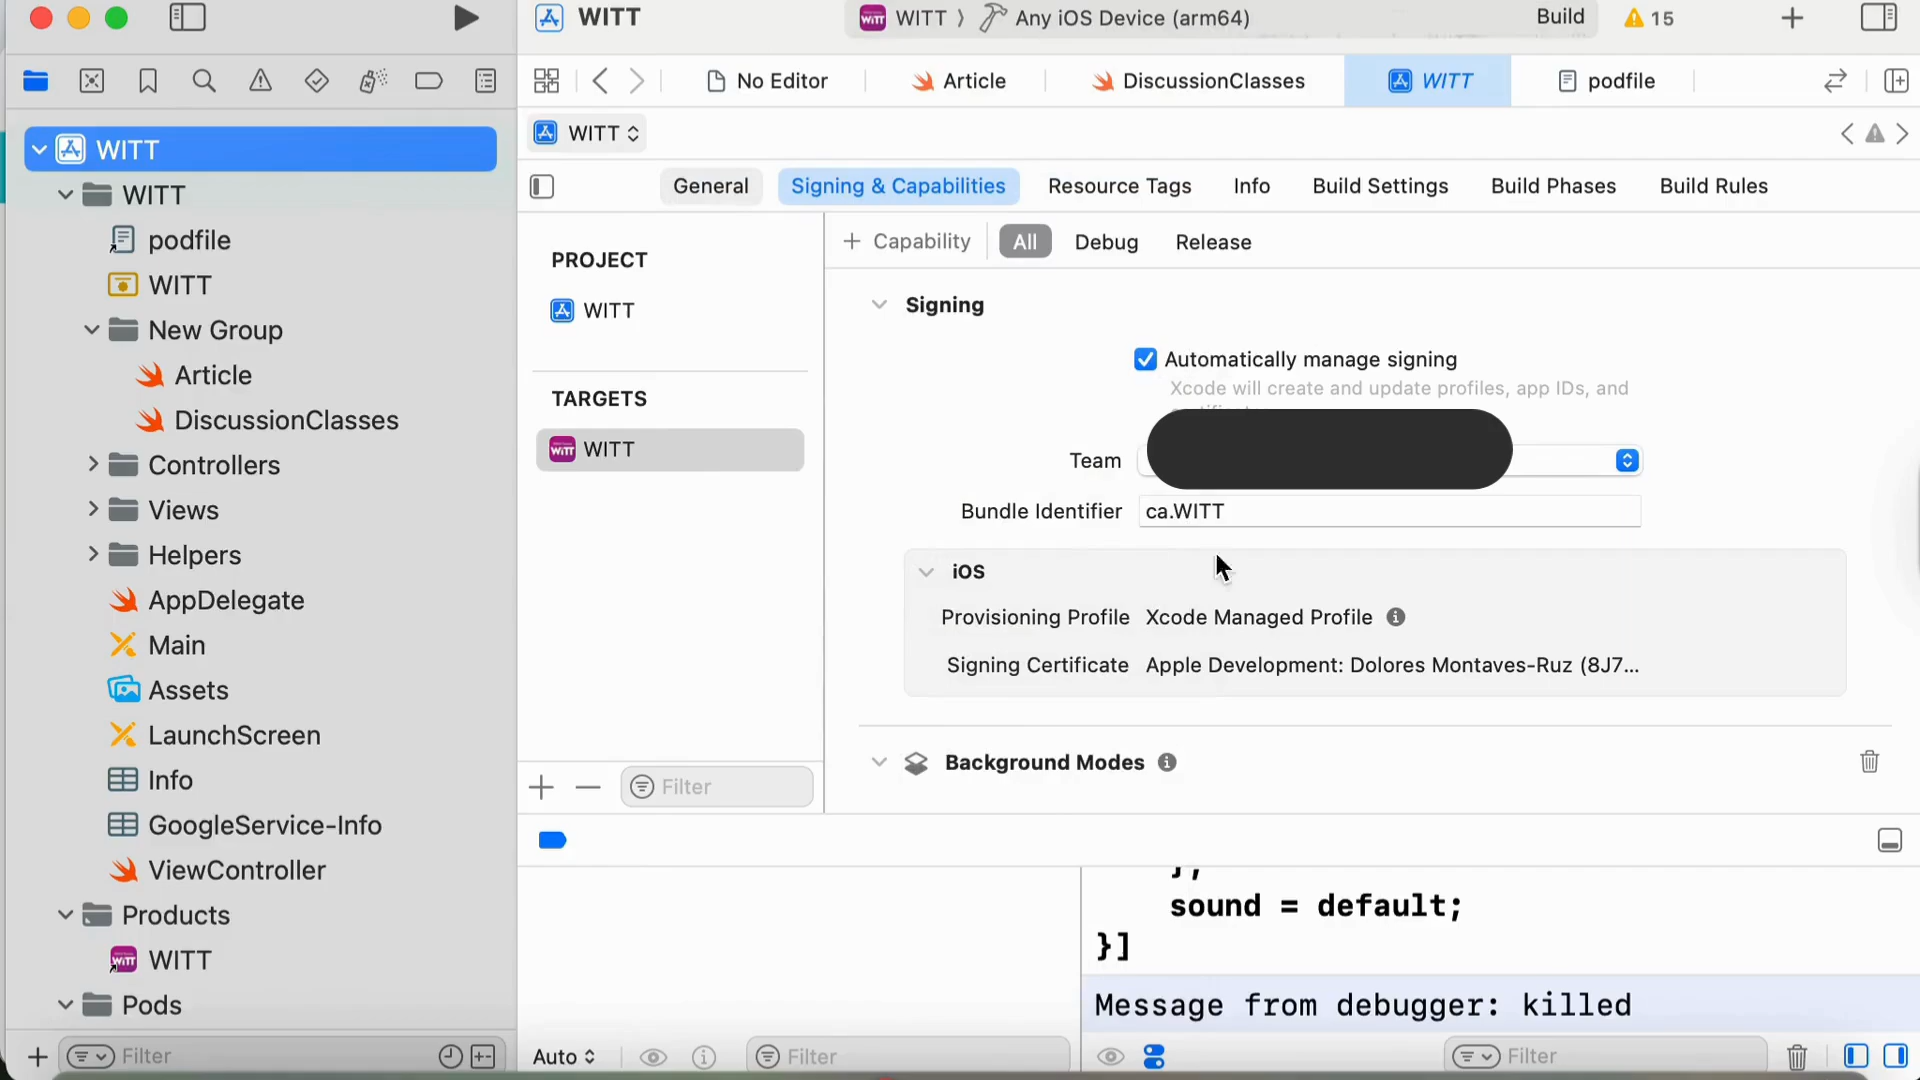 WITT
WITT 〉 Any iOS Device (arm64)
Build
15
No Editor
Article
DiscussionClasses
WITT
podfile
WITT
General
Signing & Capabilities
Resource Tags
Info
Build Settings
Build Phases
Build Rules
WITT
WITT
podfile
WITT
New Group
Article
DiscussionClasses
Controllers
Views
Helpers
AppDelegate
Main
Assets
LaunchScreen
Info
GoogleService-Info
ViewController
Products
WITT
Pods
Filter
PROJECT
WITT
TARGETS
WITT
Filter
+ Capability
All
Debug
Release
Signing
Automatically manage signing
Xcode will create and update profiles, app IDs, and
Team
Bundle Identifier ca.WITT
iOS
Provisioning Profile Xcode Managed Profile
Signing Certificate Apple Development: Dolores Montaves-Ruz (8J7...
Background Modes
Auto
Filter
};
sound = default;
}]
Message from debugger: killed
Filter